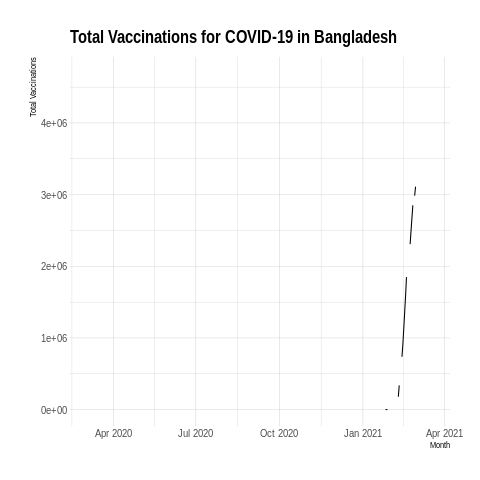 Total Vaccinations for COVID-19 in Bangladesh
Total Vaccinations
4e+06
3e+06
2e+06
1e+06
0e+00
Apr 2020 Jul 2020 Oct 2020 Jan 2021 Apr 2021
Month